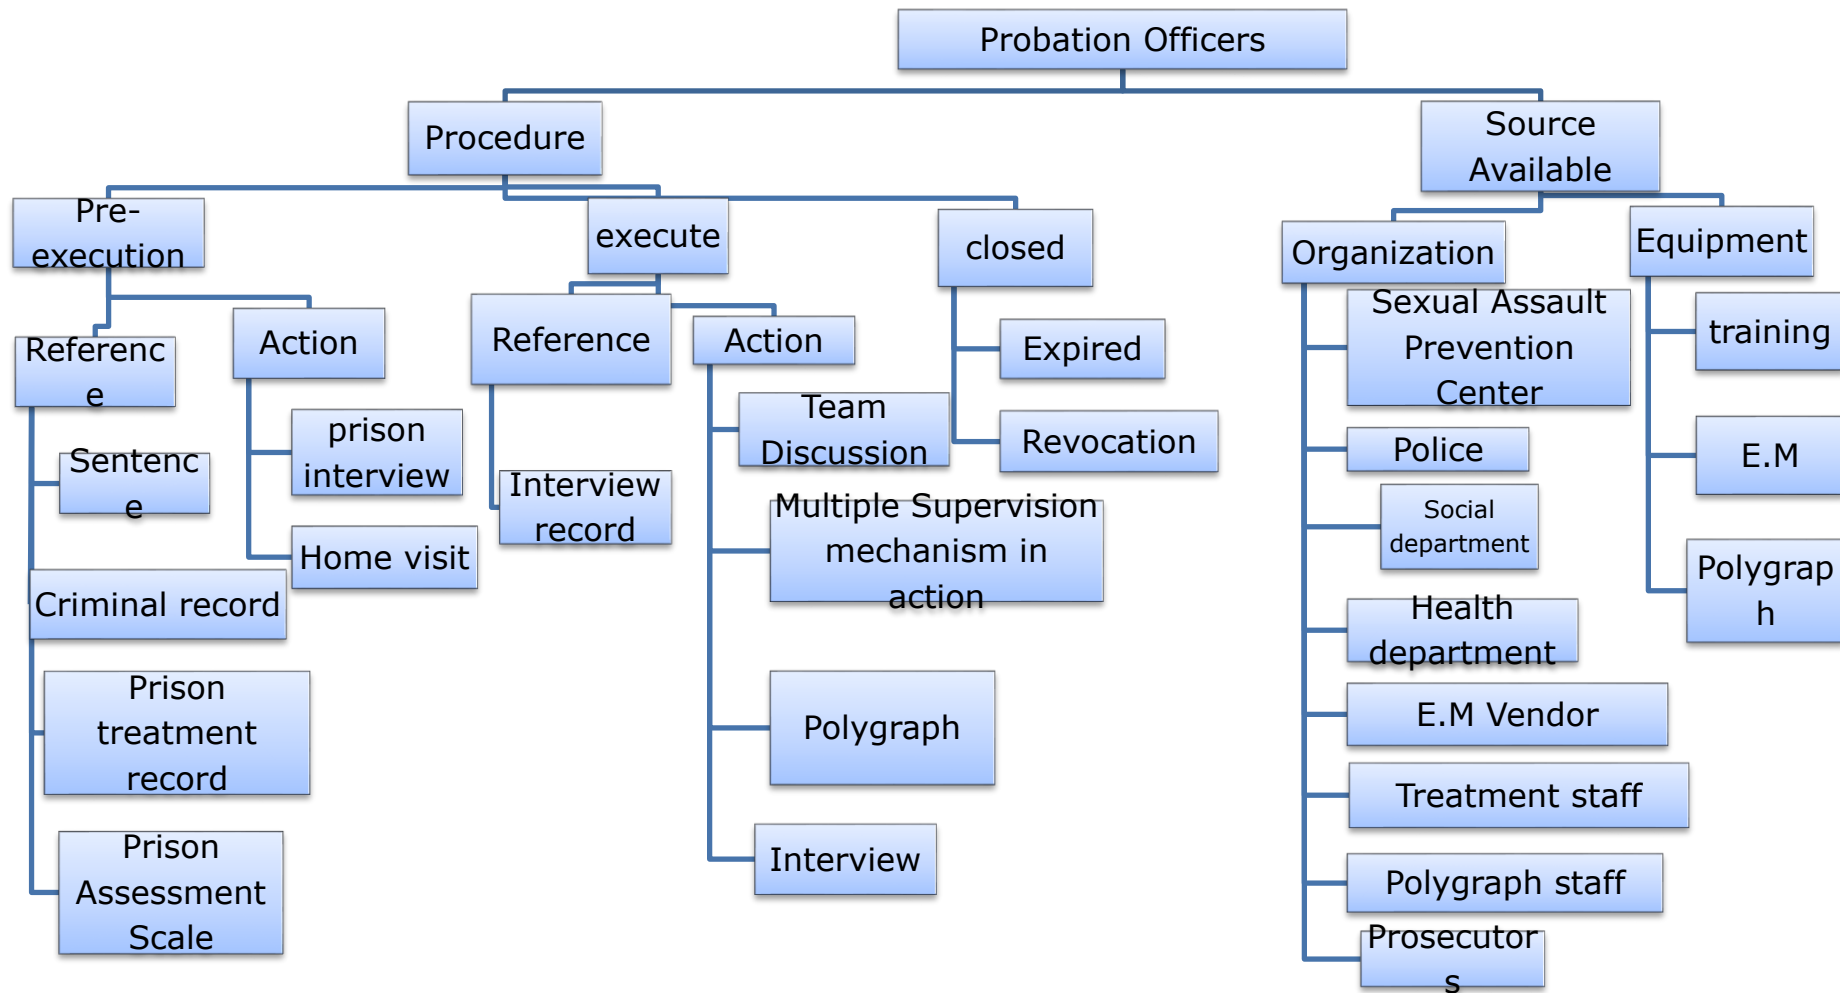 Probation Officers
Procedure
Source
Available
Pre-
execution
execute
closed
Organization
Equipment
Referenc
e
Action
Reference
Action
Expired
Revocation
Sentenc
e
Criminal record
Prison
treatment
record
Prison
Assessment
Scale
prison
interview
Home visit
Interview
record
Team
Discussion
Multiple Supervision
mechanism in
action
Polygraph
Interview
Sexual Assault
Prevention
Center
Police
Social
department
Health
department
E.M Vendor
Treatment staff
Polygraph staff
Prosecutor
s
training
E.M
Polygrap
h